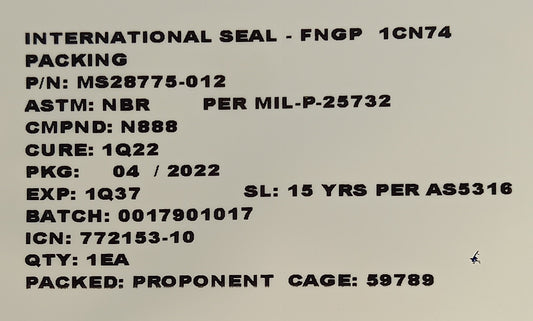 INTERNATIONAL SEAL - FNGP 1CN74
PACKING
P/N: MS28775-012
ASTM: NBR PER MIL-P-25732
CMPND: N888
CURE: 1Q22
PKG: 04 / 2022
EXP: 1Q37 SL: 15 YRS PER AS5316
BATCH: 0017901017
ICN: 772153-10
QTY: 1EA
PACKED: PROPONENT CAGE: 59789